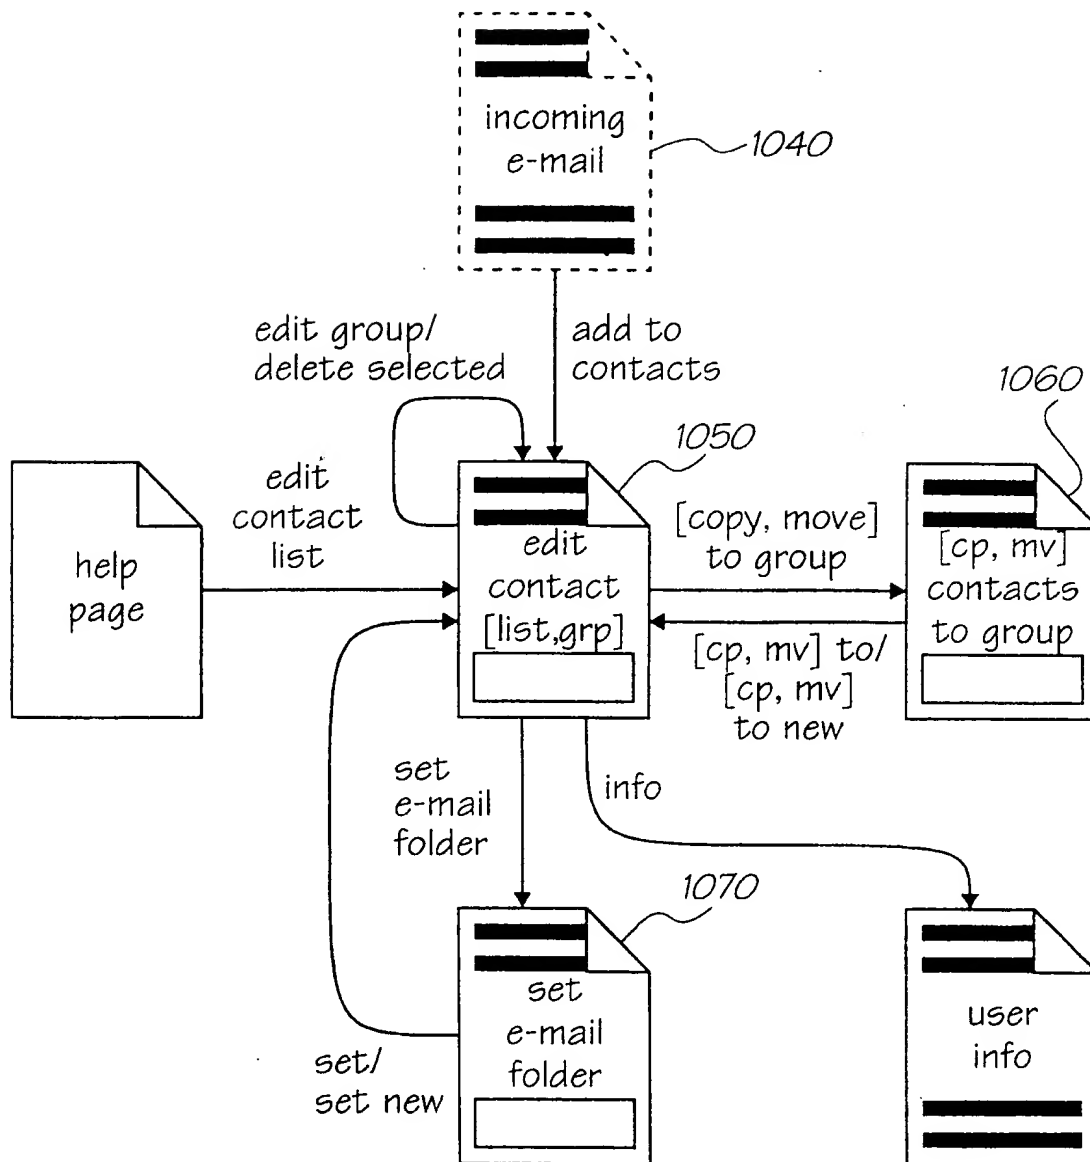 incoming
e-mail
1040
edit group/
delete selected
add to
contacts
1060
1050
edit
contact
list
help
page
edit
contact
[list,grp]
[copy, move]
to group
[cp, mv]
contacts
to group
[cp, mv] to/
[cp, mv]
to new
set
e-mail
folder
info
1070
set
e-mail
folder
user
info
set/
set new